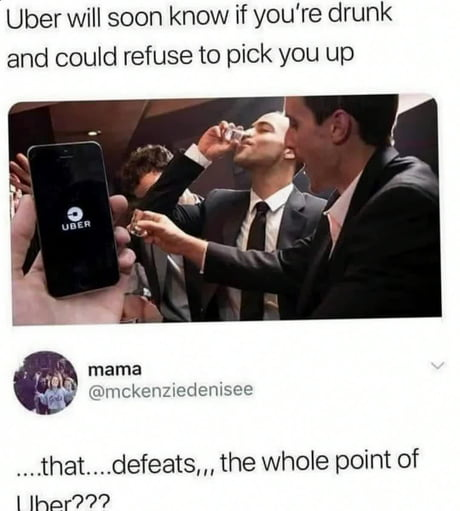 Uber will soon know if you're drunk
and could refuse to pick you up
UBER
mama
@mckenziedenisee
....that....defeats,,, the whole point of
Uber???